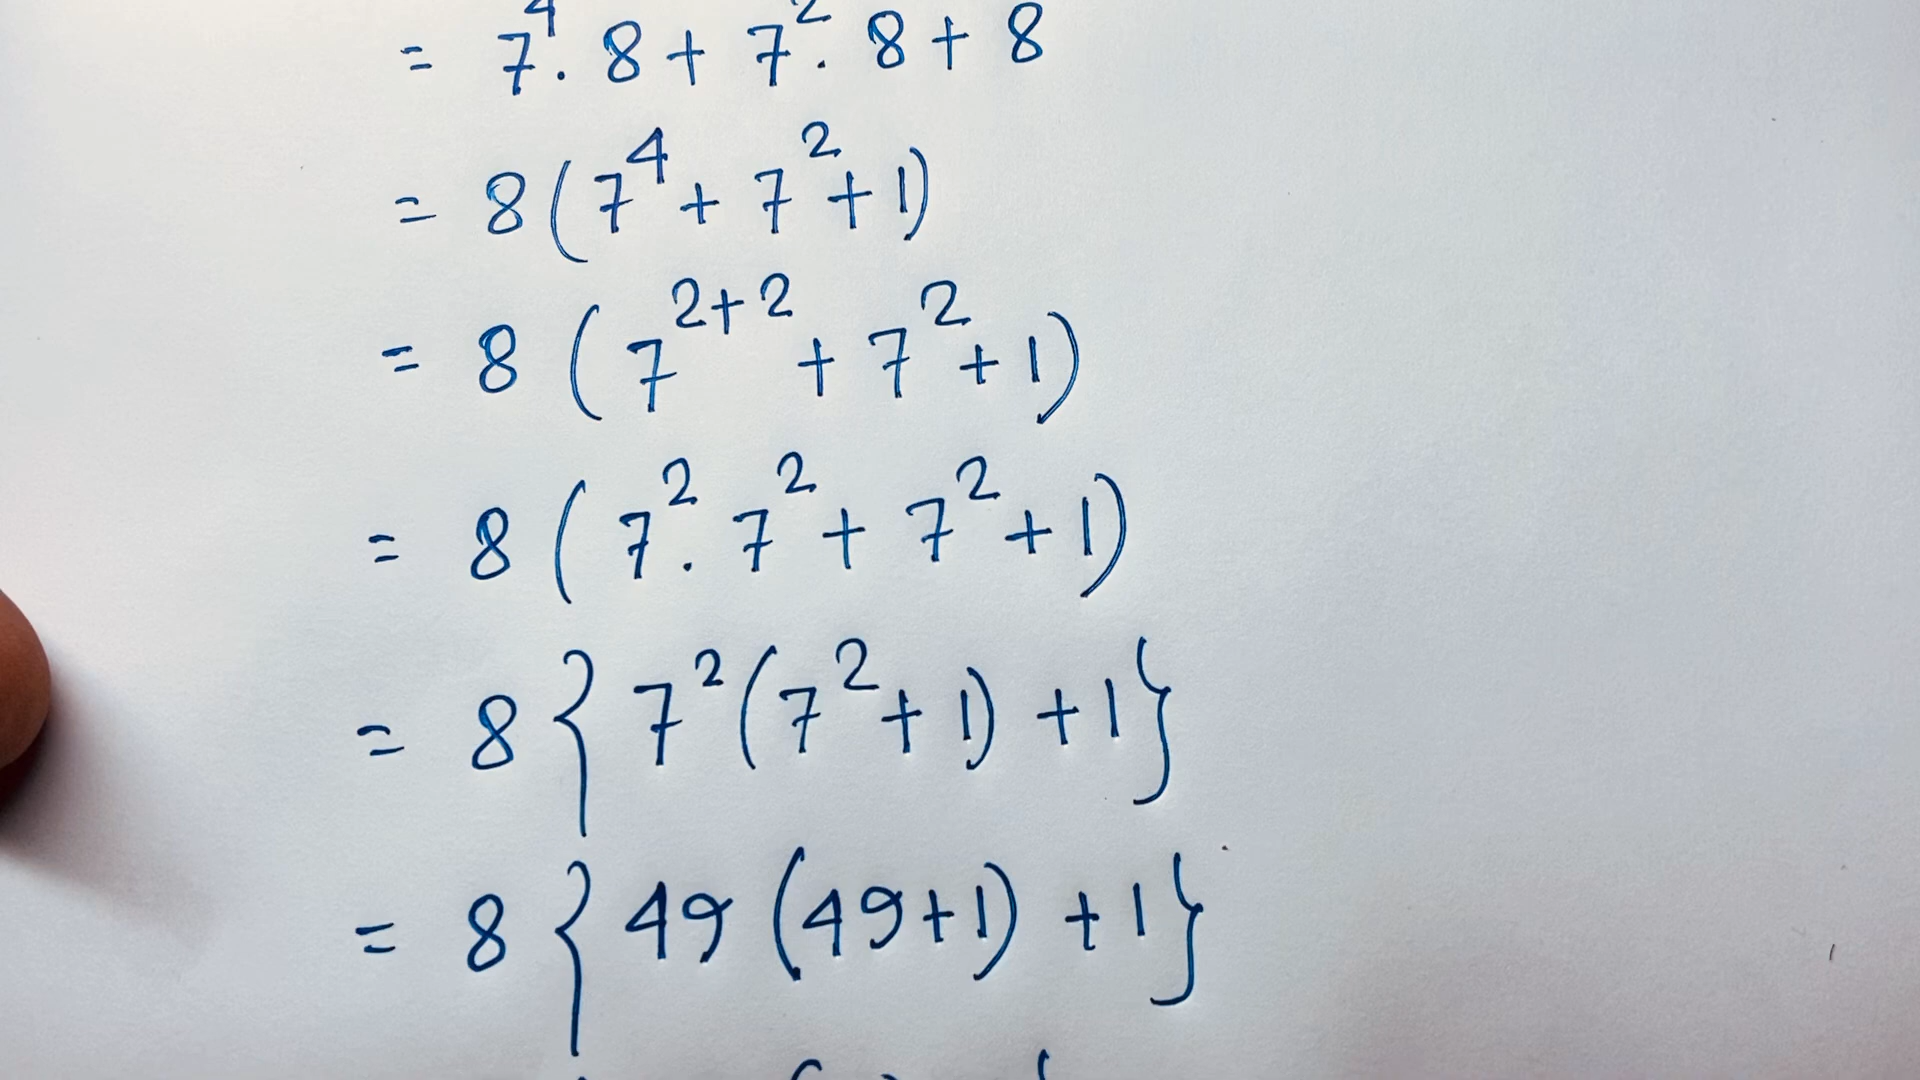 = 7⁴. 8 + 7². 8 + 8
= 8(7⁴ + 7² + 1)
= 8 (7²⁺² + 7² + 1)
= 8 (7². 7² + 7² + 1)
= 8 { 7² (7² + 1) + 1}
= 8 { 49 (49+1) + 1}